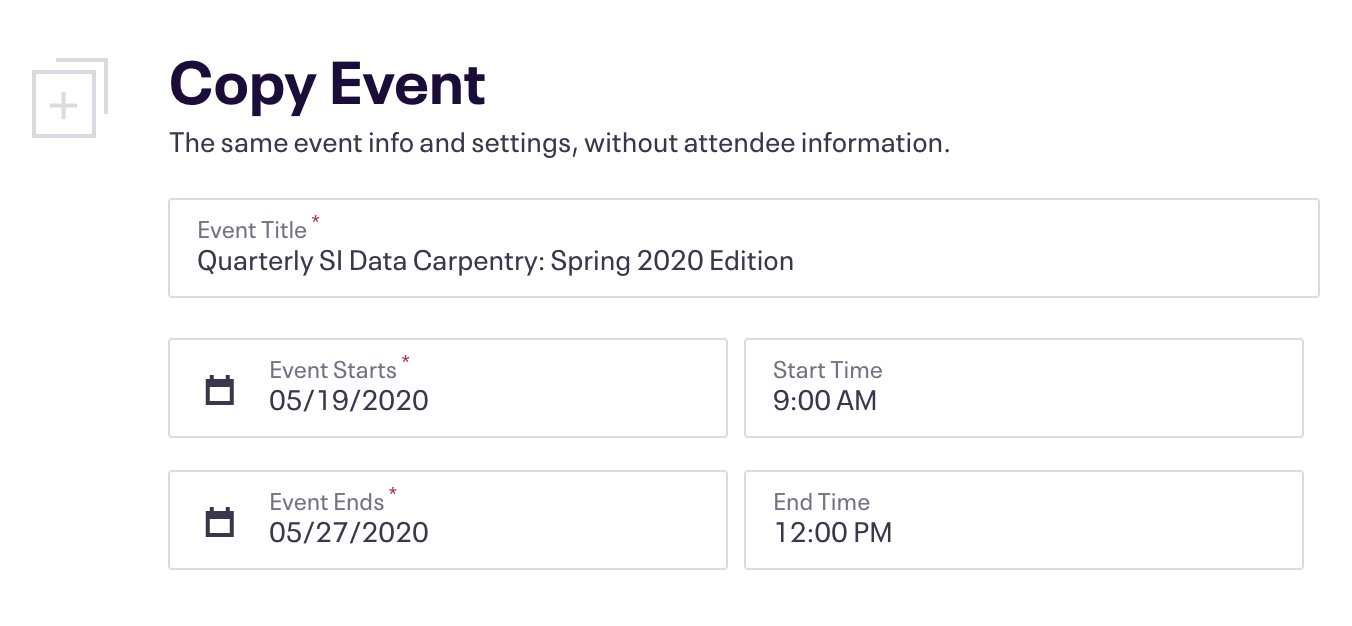 Copy Event
The same event info and settings, without attendee information.
Event Title *
Quarterly SI Data Carpentry: Spring 2020 Edition
Event Starts *
05/19/2020
Start Time
9:00 AM
Event Ends *
05/27/2020
End Time
12:00 PM